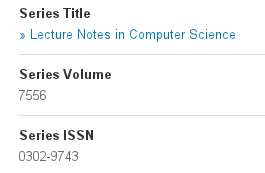 Series Title
» Lecture Notes in Computer Science
Series Volume
7556
Series ISSN
0302-9743